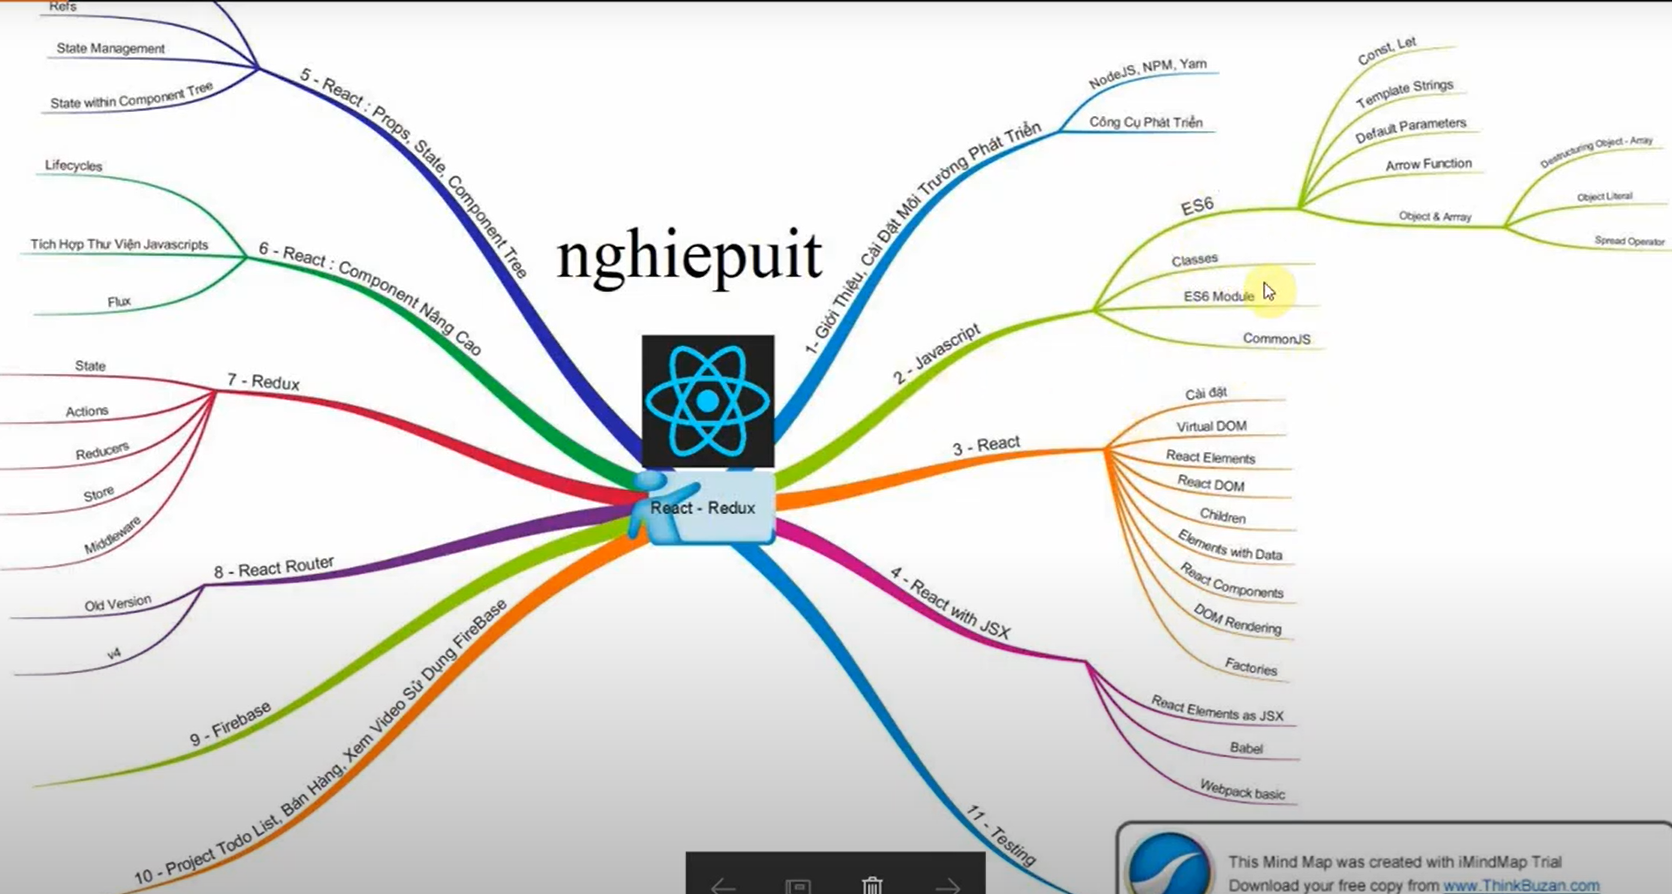 nghiepuit
React - Redux
1- Giới Thiệu, Cài Đặt Môi Trường Phát Triển
NodeJS, NPM, Yarn
Công Cụ Phát Triển
2 - Javascript
ES6
Const, Let
Template Strings
Default Parameters
Arrow Function
Object & Arrray
Destructuring Object - Array
Object Literal
Spread Operator
Classes
ES6 Module
CommonJS
3 - React
Cài đặt
Virtual DOM
React Elements
React DOM
Children
Elements with Data
React Components
DOM Rendering
Factories
4 - React with JSX
React Elements as JSX
Babel
Webpack basic
5 - React : Props, State, Component Tree
Refs
State Management
State within Component Tree
6 - React : Component Nâng Cao
Lifecycles
Tích Hợp Thư Viện Javascripts
Flux
7 - Redux
State
Actions
Reducers
Store
Middleware
8 - React Router
Old Version
v4
9 - Firebase
10 - Project Todo List, Bán Hàng, Xem Video Sử Dụng FireBase
11 - Testing
This Mind Map was created with iMindMap Trial
Download your free copy from www.ThinkBuzan.com